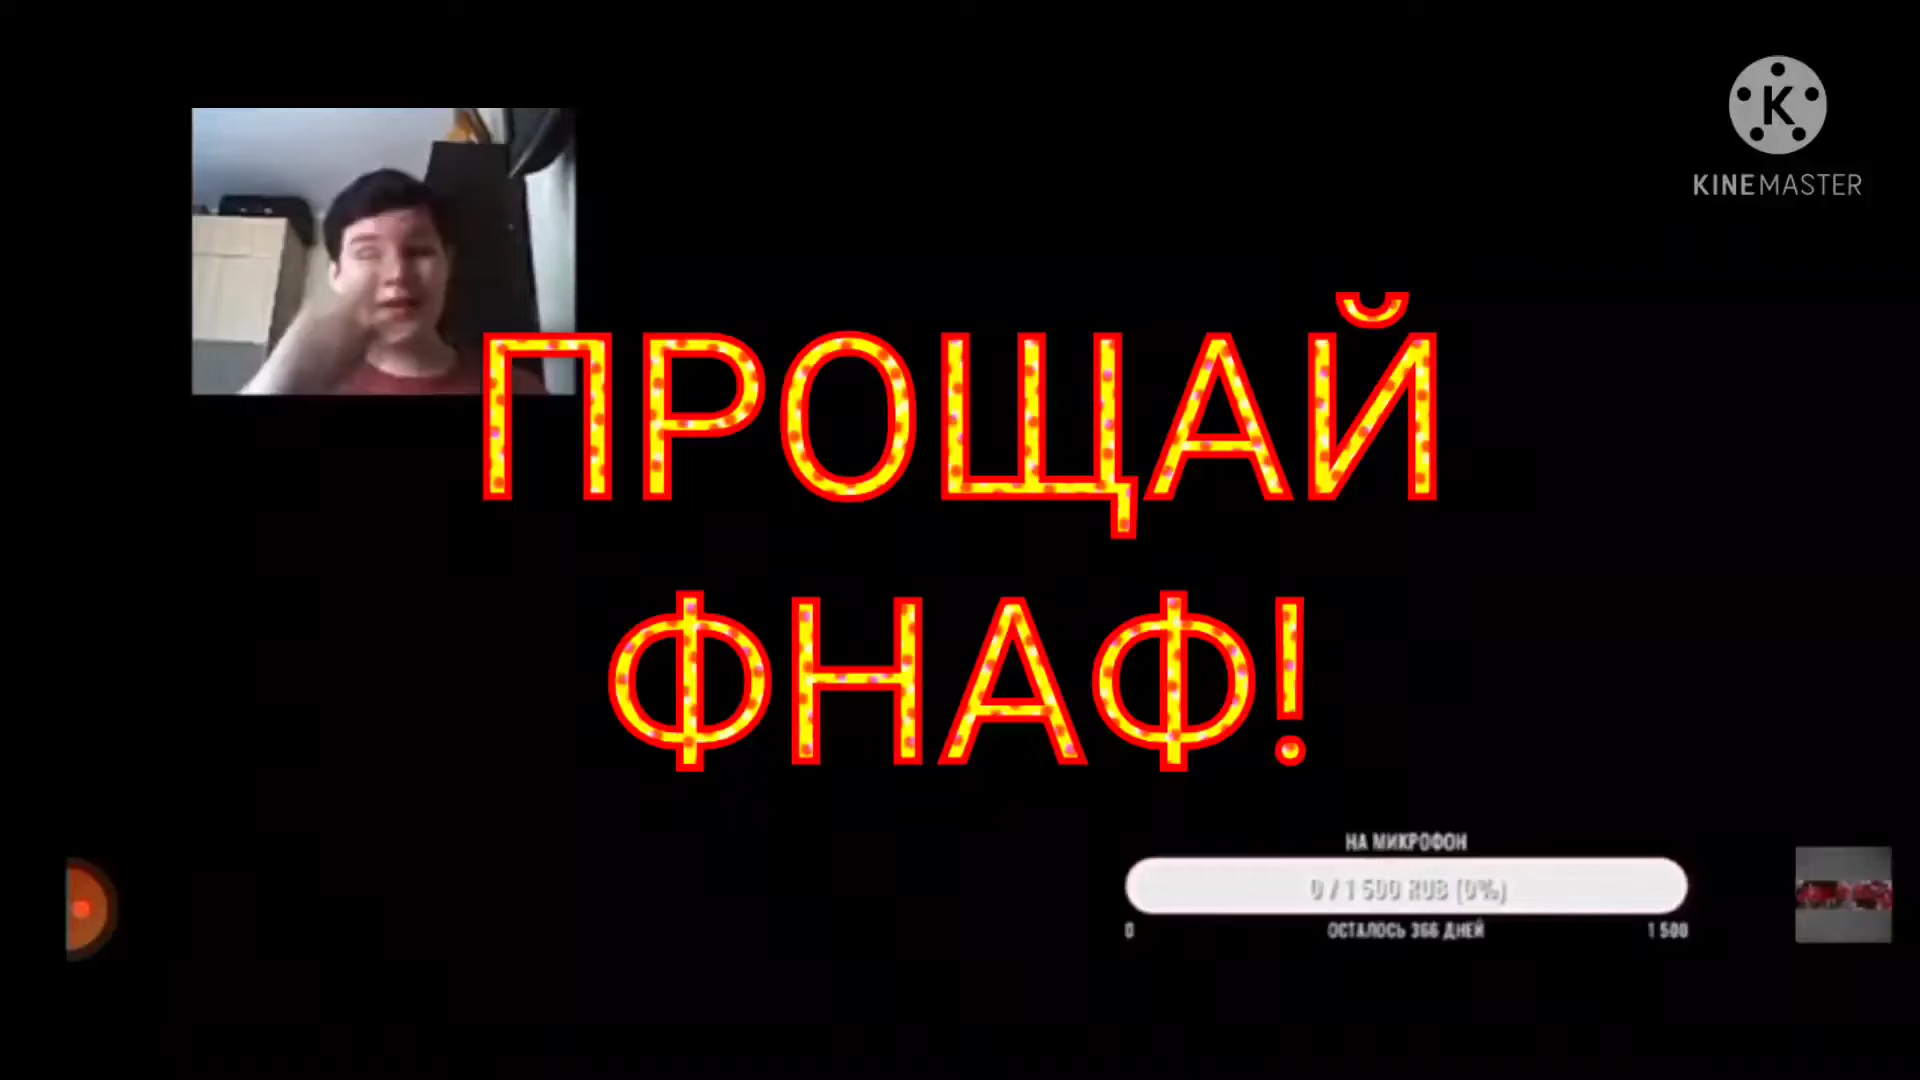 K
KINEMASTER
ПРОЩАЙ
ФНАФ!
НА МИКРОФОН
0 / 1 500 RUB (0%)
0 ОСТАЛОСЬ 366 ДНЕЙ 1 500